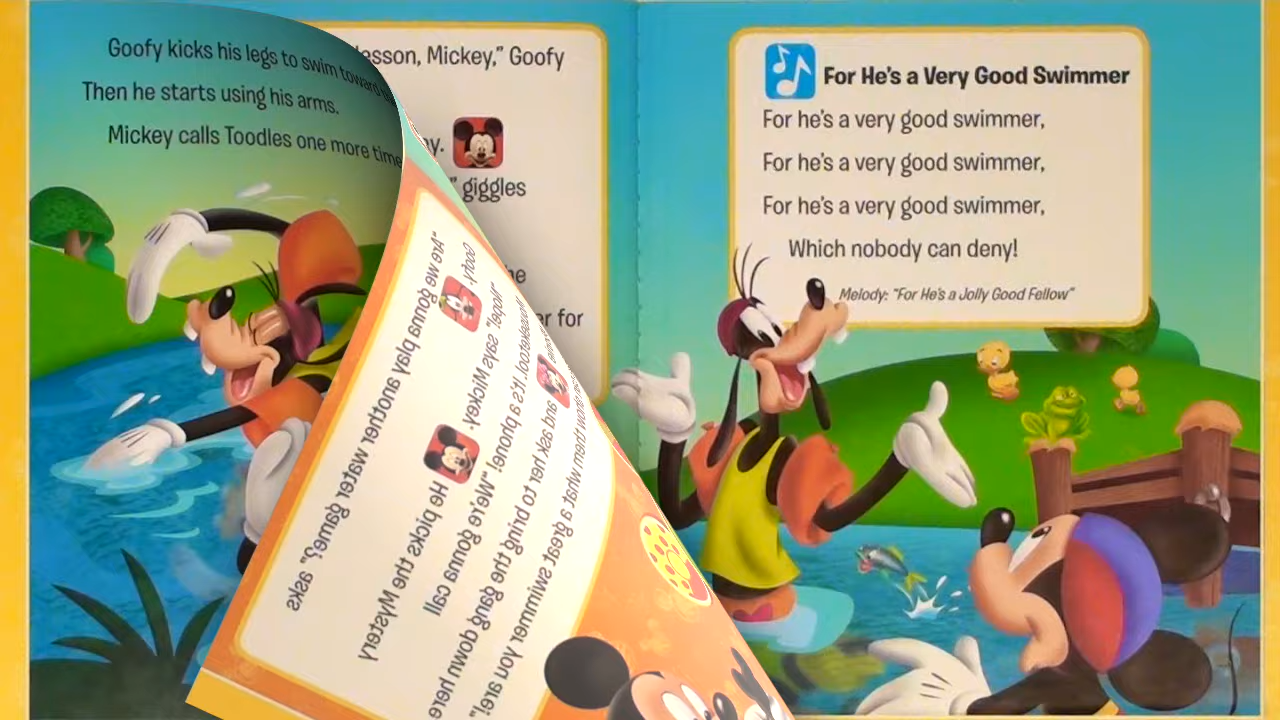 Goofy kicks his legs to swim toward
Then he starts using his arms.
Mickey calls Toodles one more time
lesson, Mickey," Goofy
" giggles
for
"Are we gonna play another water game?" asks
Goofy.
"Nope!" says Mickey. He picks the Mystery
Mouseketool. It's a phone! "We're gonna call
and ask her to bring the gang down here
them what a great swimmer you are!"
For He's a Very Good Swimmer
For he's a very good swimmer,
For he's a very good swimmer,
For he's a very good swimmer,
Which nobody can deny!
Melody: "For He's a Jolly Good Fellow"